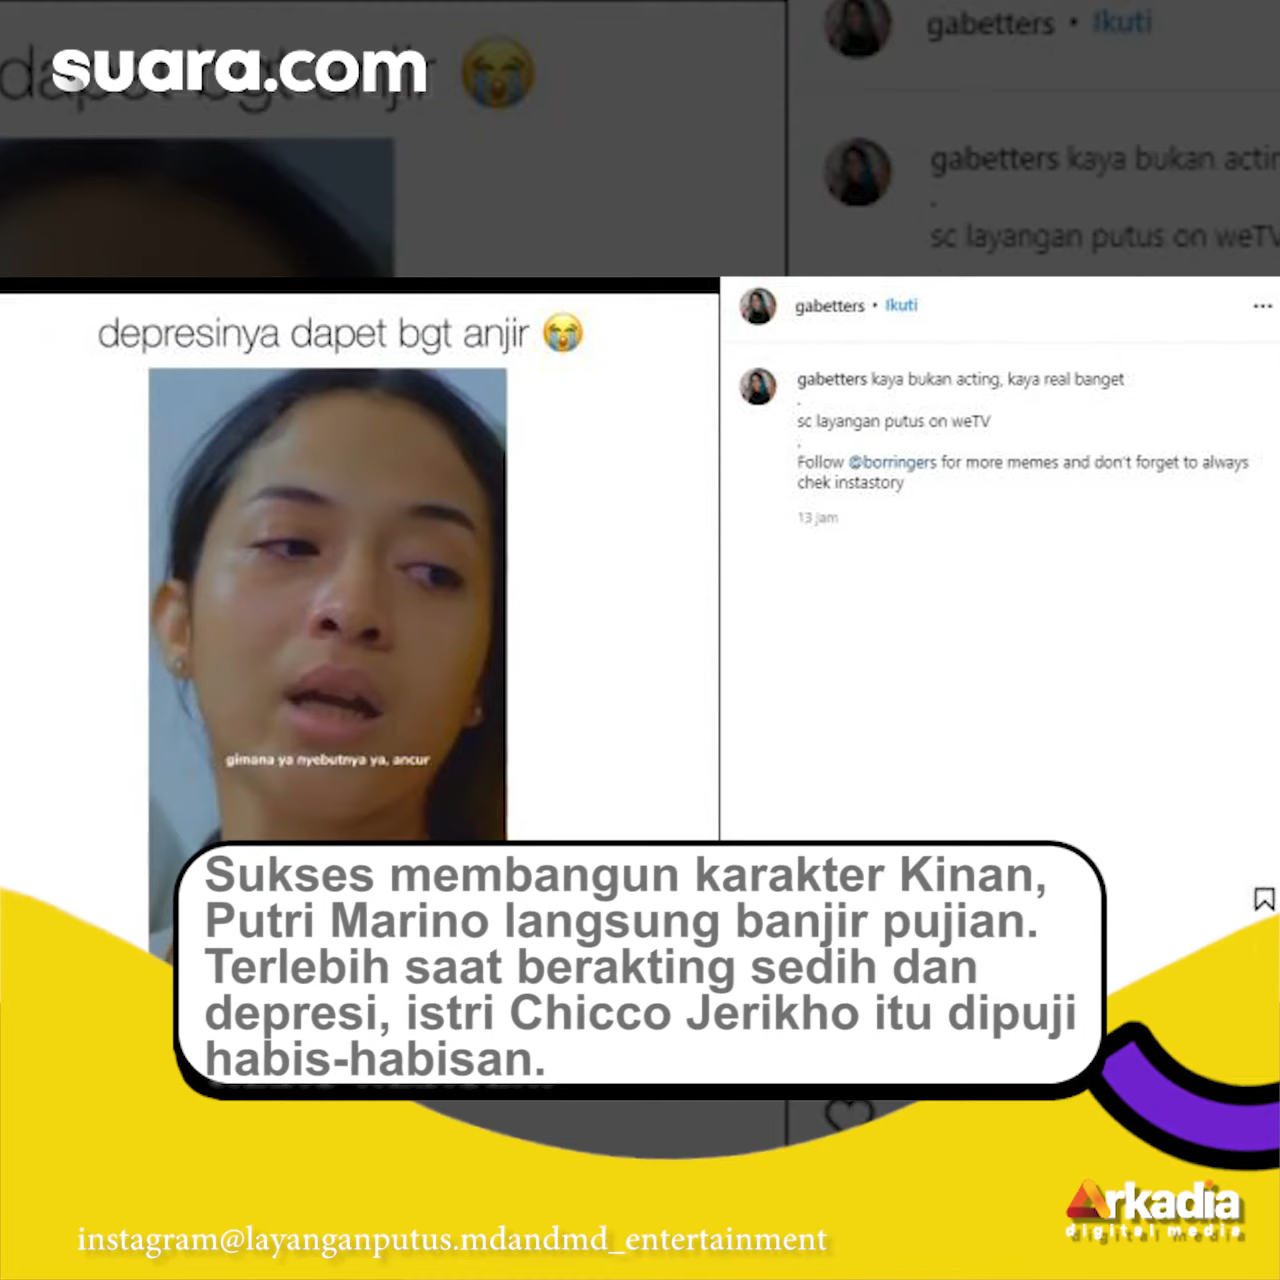 suara.com
dapet bgt anjir 😭
gabetters • Ikuti
gabetters kaya bukan actin
.
sc layangan putus on weTV
depresinya dapet bgt anjir 😭
gimana ya nyebutnya ya, ancur
gabetters • Ikuti
gabetters kaya bukan acting, kaya real banget
.
sc layangan putus on weTV
.
Follow @borringers for more memes and don't forget to always
chek instastory
13 jam
Sukses membangun karakter Kinan,
Putri Marino langsung banjir pujian.
Terlebih saat berakting sedih dan
depresi, istri Chicco Jerikho itu dipuji
habis-habisan.
instagram@layanganputus.mdandmd_entertainment
Arkadia
digital media